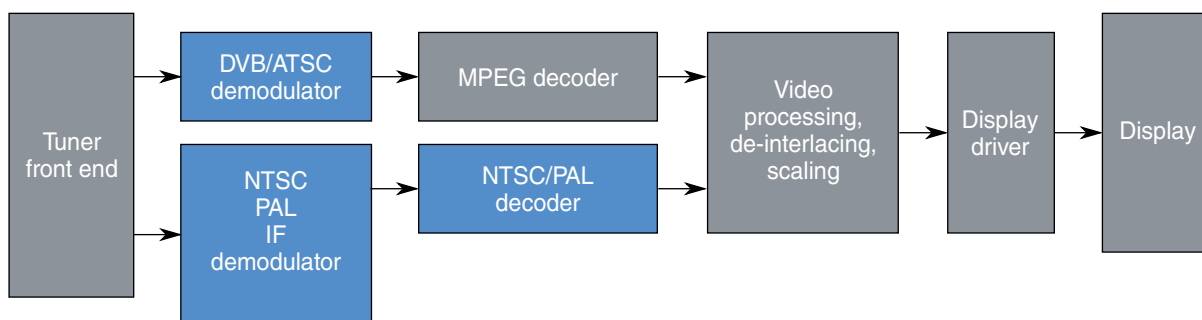 Tuner
front end
DVB/ATSC
demodulator
MPEG decoder
NTSC
PAL
IF
demodulator
NTSC/PAL
decoder
Video
processing,
de-interlacing,
scaling
Display
driver
Display